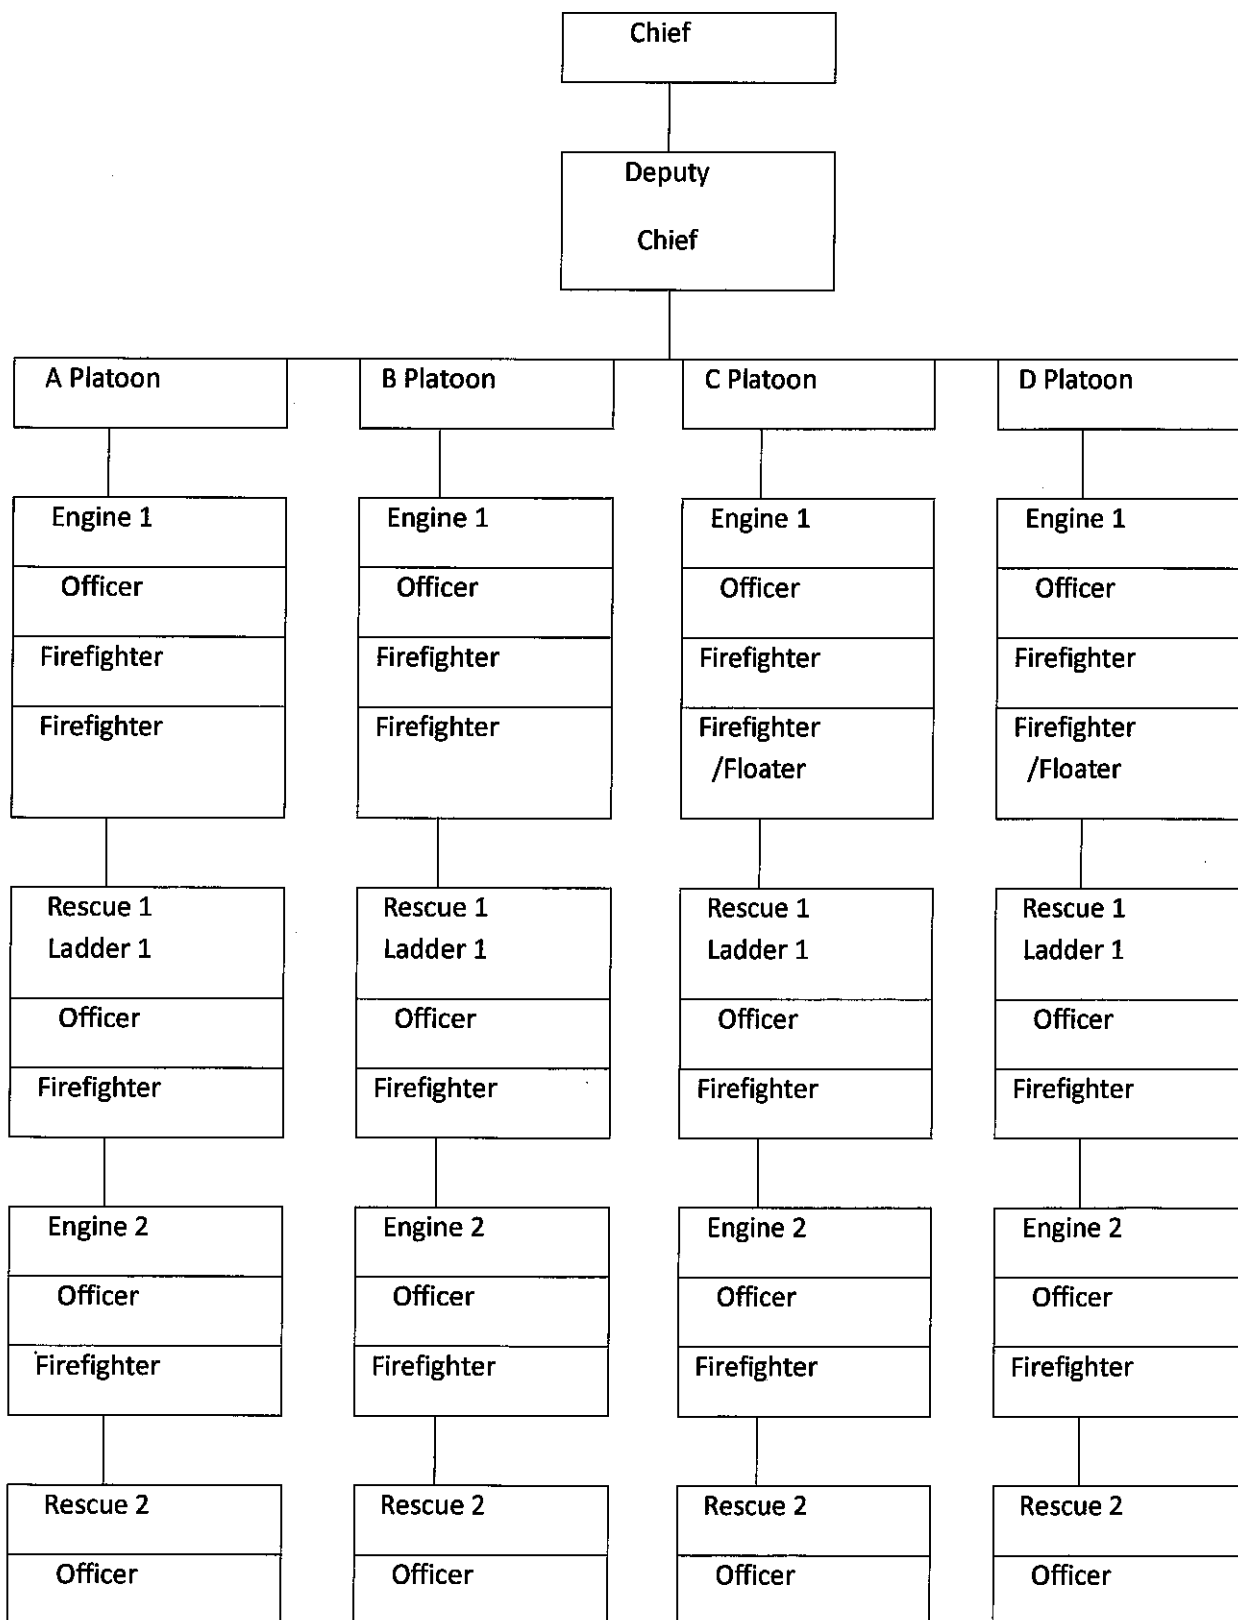 Chief
Deputy
Chief
A Platoon
B Platoon
C Platoon
D Platoon
Engine 1
Engine 1
Engine 1
Engine 1
Officer
Officer
Officer
Officer
Firefighter
Firefighter
Firefighter
Firefighter
Firefighter
Firefighter
Firefighter
Firefighter
/Floater
/Floater
Rescue 1
Rescue 1
Rescue 1
Rescue 1
Ladder 1
Ladder 1
Ladder 1
Ladder 1
Officer
Officer
Officer
Officer
Firefighter
Firefighter
Firefighter
Firefighter
Engine 2
Engine 2
Engine 2
Engine 2
Officer
Officer
Officer
Officer
Firefighter
Firefighter
Firefighter
Firefighter
Rescue 2
Rescue 2
Rescue 2
Rescue 2
Officer
Officer
Officer
Officer